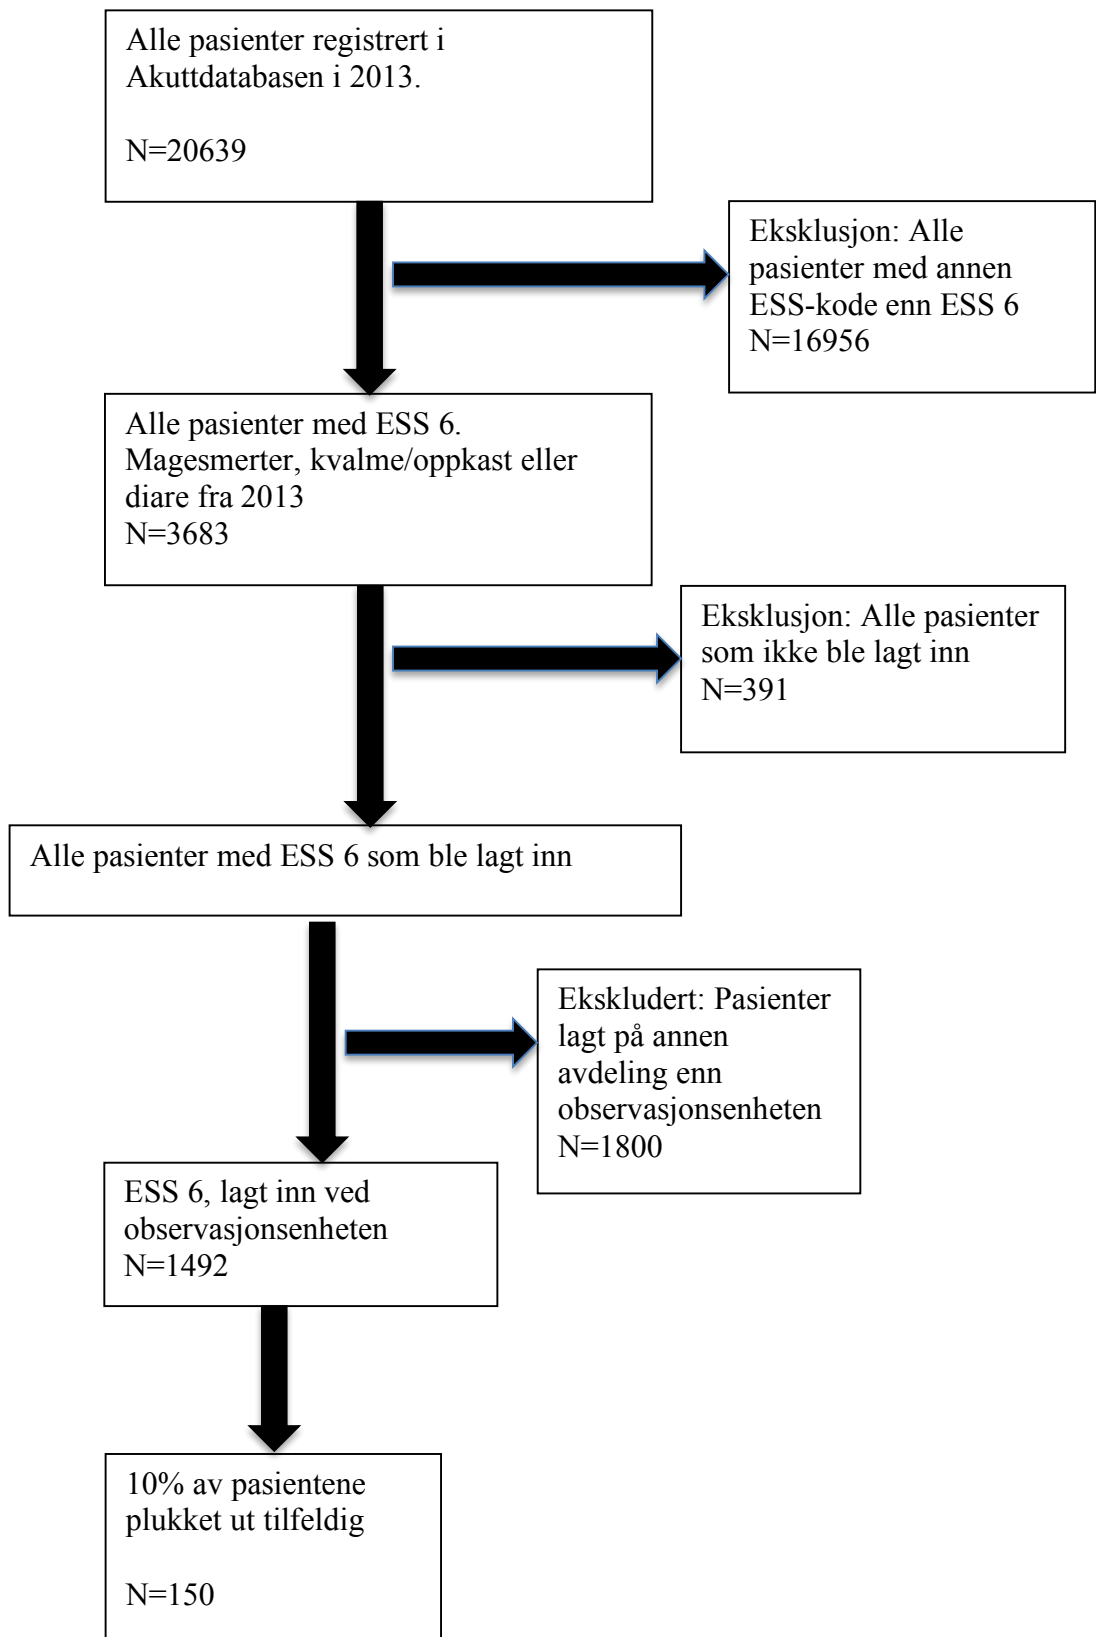 Alle pasienter registrert i
Akuttdatabasen i 2013.
N=20639
Eksklusjon: Alle
pasienter med annen
ESS-kode enn ESS 6
N=16956
Alle pasienter med ESS 6.
Magesmerter, kvalme/oppkast eller
diare fra 2013
N=3683
Eksklusjon: Alle pasienter
som ikke ble lagt inn
N=391
Alle pasienter med ESS 6 som ble lagt inn
Ekskludert: Pasienter
lagt på annen
avdeling enn
observasjonsenheten
N=1800
ESS 6, lagt inn ved
observasjonsenheten
N=1492
10% av pasientene
plukket ut tilfeldig
N=150